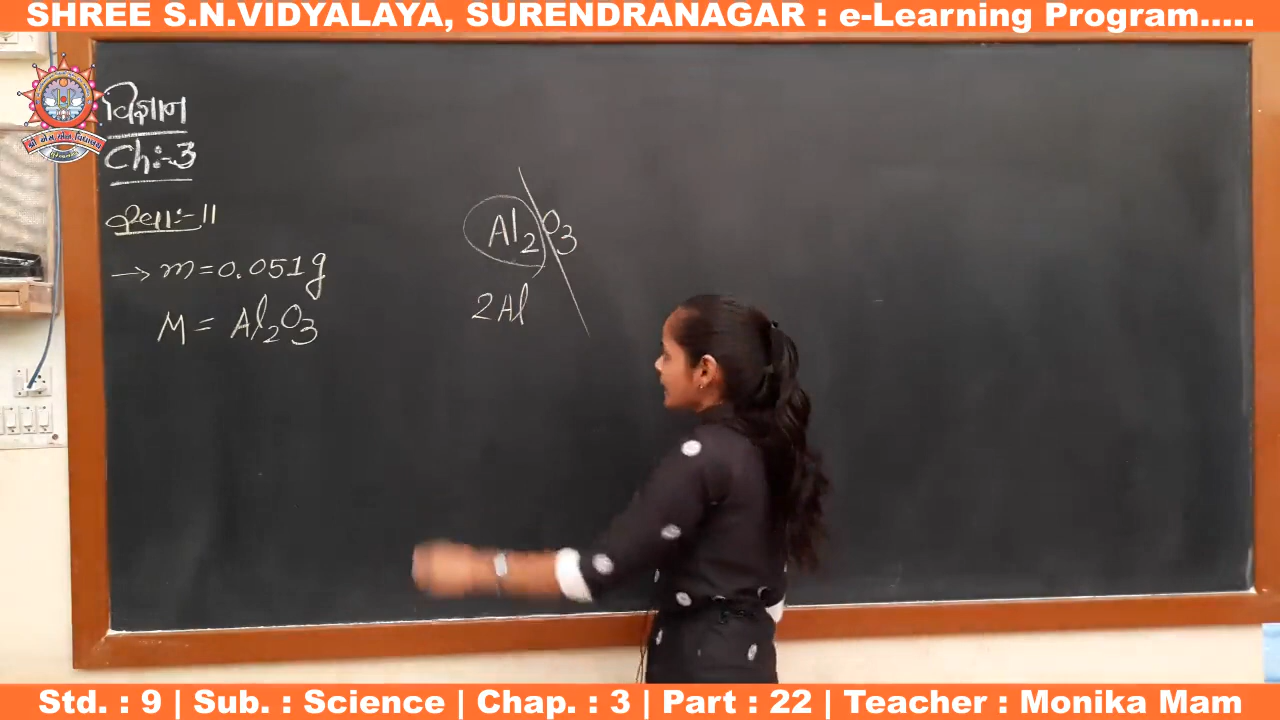 SHREE S.N.VIDYALAYA, SURENDRANAGAR : e-Learning Program.....
વિજ્ઞાન
Ch:-3
:- 11
→ m = 0.051g
M = Al₂O₃
Al₂O₃
2Al
Std. : 9 | Sub. : Science | Chap. : 3 | Part : 22 | Teacher : Monika Mam